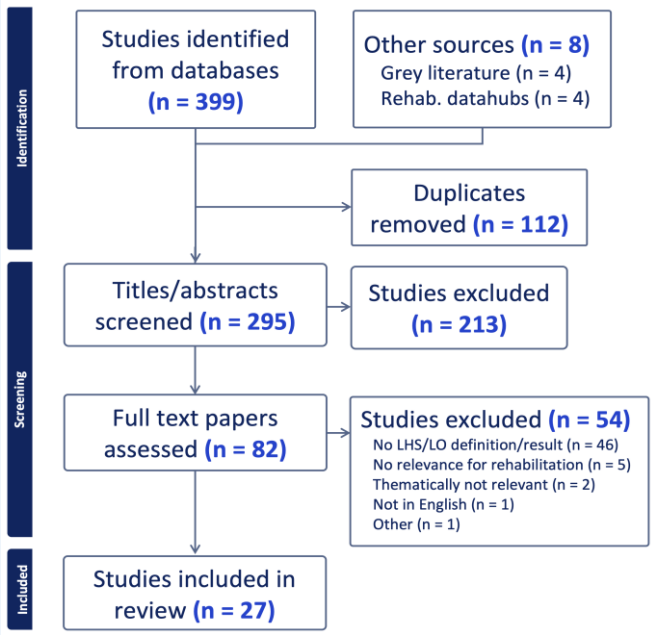 Identification
Studies identified
from databases
(n = 399)
Other sources (n = 8)
Grey literature (n = 4)
Rehab. datahubs (n = 4)
Duplicates
removed (n = 112)
Screening
Titles/abstracts
screened (n = 295)
Studies excluded
(n = 213)
Full text papers
assessed (n = 82)
Studies excluded (n = 54)
No LHS/LO definition/result (n = 46)
No relevance for rehabilitation (n = 5)
Thematically not relevant (n = 2)
Not in English (n = 1)
Other (n = 1)
Included
Studies included in
review (n = 27)